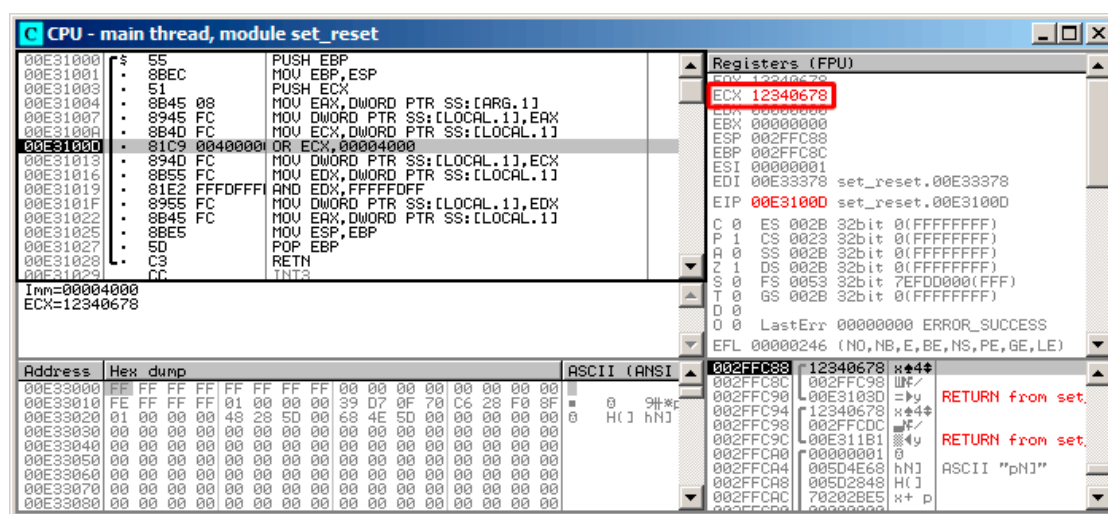 C CPU - main thread, module set_reset
00E31000 $ 55 PUSH EBP
00E31001 . 8BEC MOV EBP,ESP
00E31003 . 51 PUSH ECX
00E31004 . 8B45 08 MOV EAX,DWORD PTR SS:[ARG.1]
00E31007 . 8945 FC MOV DWORD PTR SS:[LOCAL.1],EAX
00E3100A . 8B4D FC MOV ECX,DWORD PTR SS:[LOCAL.1]
00E3100D . 81C9 00400000 OR ECX,00004000
00E31013 . 894D FC MOV DWORD PTR SS:[LOCAL.1],ECX
00E31016 . 8B55 FC MOV EDX,DWORD PTR SS:[LOCAL.1]
00E31019 . 81E2 FFFDFFFF AND EDX,FFFFFDFF
00E3101F . 8955 FC MOV DWORD PTR SS:[LOCAL.1],EDX
00E31022 . 8B45 FC MOV EAX,DWORD PTR SS:[LOCAL.1]
00E31025 . 8BE5 MOV ESP,EBP
00E31027 . 5D POP EBP
00E31028 . C3 RETN
00E31029 CC INT3
Imm=00004000
ECX=12340678
Registers (FPU)
EAX 12340678
ECX 12340678
EDX 00000000
EBX 00000000
ESP 002FFC88
EBP 002FFC8C
ESI 00000001
EDI 00E33378 set_reset.00E33378
EIP 00E3100D set_reset.00E3100D
C 0 ES 002B 32bit 0(FFFFFFFF)
P 1 CS 0023 32bit 0(FFFFFFFF)
A 0 SS 002B 32bit 0(FFFFFFFF)
Z 1 DS 002B 32bit 0(FFFFFFFF)
S 0 FS 0053 32bit 7EFDD000(FFF)
T 0 GS 002B 32bit 0(FFFFFFFF)
D 0
O 0 LastErr 00000000 ERROR_SUCCESS
EFL 00000246 (NO,NB,E,BE,NS,PE,GE,LE)
Address Hex dump ASCII (ANSI
00E33000 FF FF FF FF FF FF FF FF 00 00 00 00 00 00 00 00
00E33010 FE FF FF FF 01 00 00 00 39 D7 0F 70 C6 28 F0 8F
00E33020 01 00 00 00 48 28 5D 00 68 4E 5D 00 00 00 00 00 H(] hN]
00E33030 00 00 00 00 00 00 00 00 00 00 00 00 00 00 00 00
00E33040 00 00 00 00 00 00 00 00 00 00 00 00 00 00 00 00
00E33050 00 00 00 00 00 00 00 00 00 00 00 00 00 00 00 00
00E33060 00 00 00 00 00 00 00 00 00 00 00 00 00 00 00 00
00E33070 00 00 00 00 00 00 00 00 00 00 00 00 00 00 00 00
00E33080 00 00 00 00 00 00 00 00 00 00 00 00 00 00 00 00
002FFC88 12340678
002FFC8C 002FFC98
002FFC90 00E3103D RETURN from set_
002FFC94 12340678
002FFC98 002FFCDC
002FFC9C 00E311B1 RETURN from set_
002FFCA0 00000001
002FFCA4 005D4E68 hN] ASCII "pN]"
002FFCA8 005D2848 H(]
002FFCAC 70202BE5